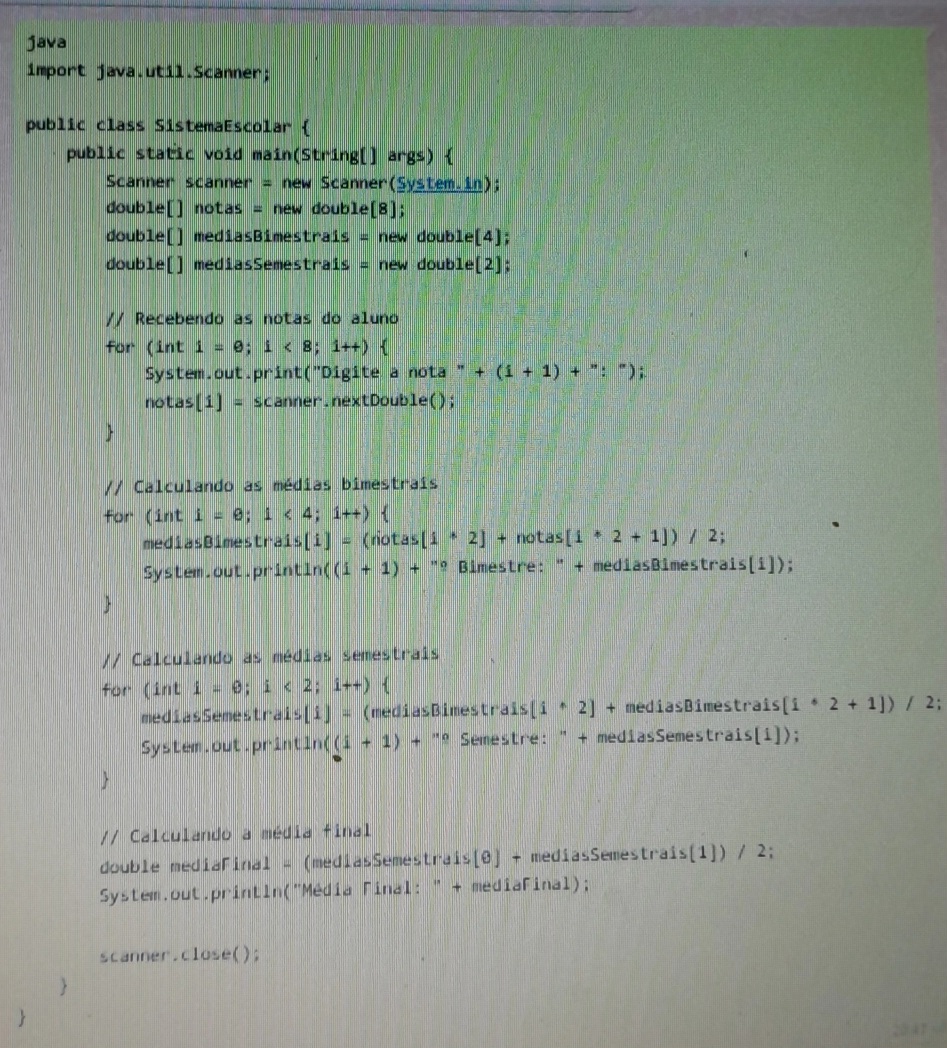 java
import java.util.Scanner;
public class SistemaEscolar {
public static void main(String[] args) {
Scanner scanner = new Scanner(System.in);
double[] notas = new double[8];
double[] mediasBimestrais = new double[4];
double[] mediasSemestrais = new double[2];
// Recebendo as notas do aluno
for (int i = 0; i < 8; i++) {
System.out.print("Digite a nota " + (i + 1) + ": ");
notas[i] = scanner.nextDouble();
}
// Calculando as médias bimestrais
for (int i = 0; i < 4; i++) {
mediasBimestrais[i] = (notas[i * 2] + notas[i * 2 + 1]) / 2;
System.out.println((i + 1) + "º Bimestre: " + mediasBimestrais[i]);
}
// Calculando as médias semestrais
for (int i = 0; i < 2; i++) {
mediasSemestrais[i] = (mediasBimestrais[i * 2] + mediasBimestrais[i * 2 + 1]) / 2;
System.out.println((i + 1) + "º Semestre: " + mediasSemestrais[i]);
}
// Calculando a média final
double mediaFinal = (mediasSemestrais[0] + mediasSemestrais[1]) / 2;
System.out.println("Média Final: " + mediaFinal);
scanner.close();
}
}